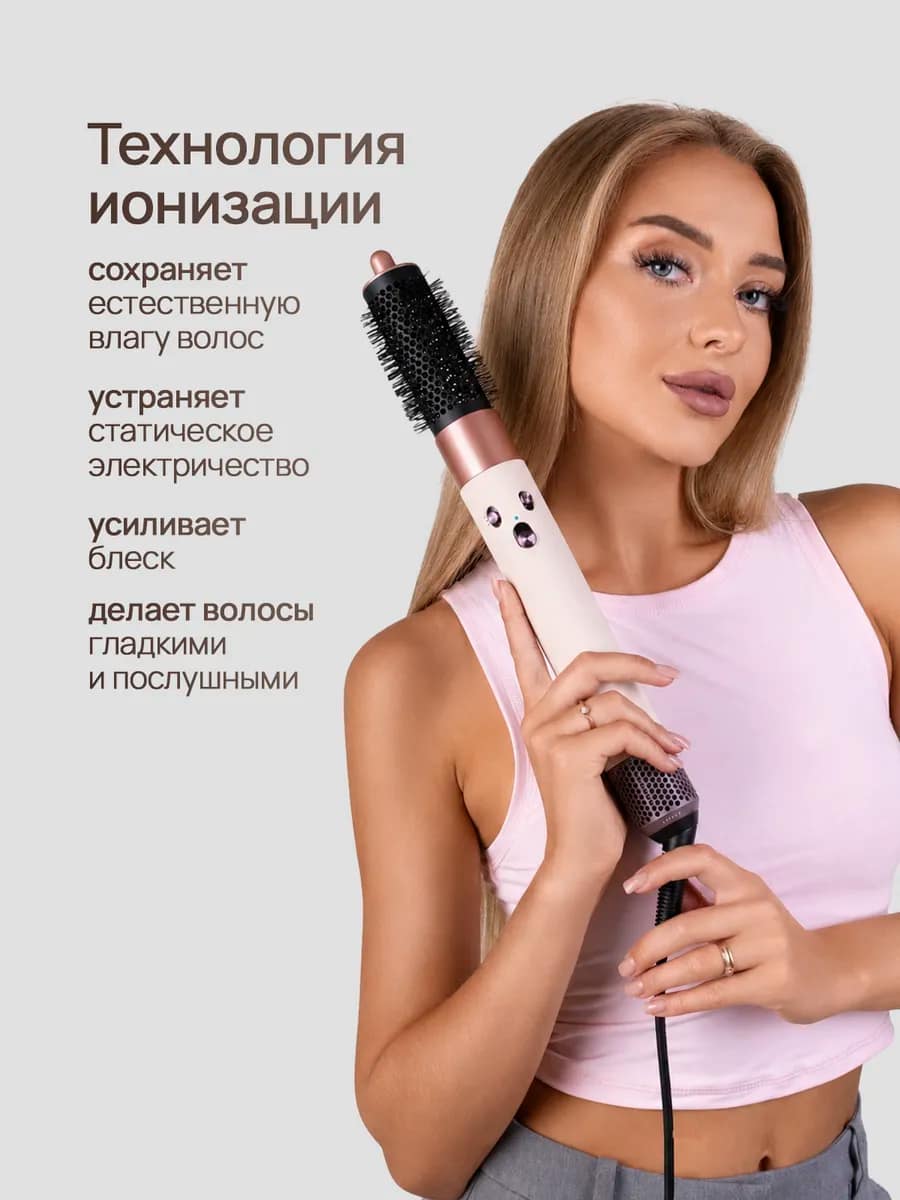 Технология
ионизации
сохраняет
естественную
влагу волос
устраняет
статическое
электричество
усиливает
блеск
делает волосы
гладкими
и послушными